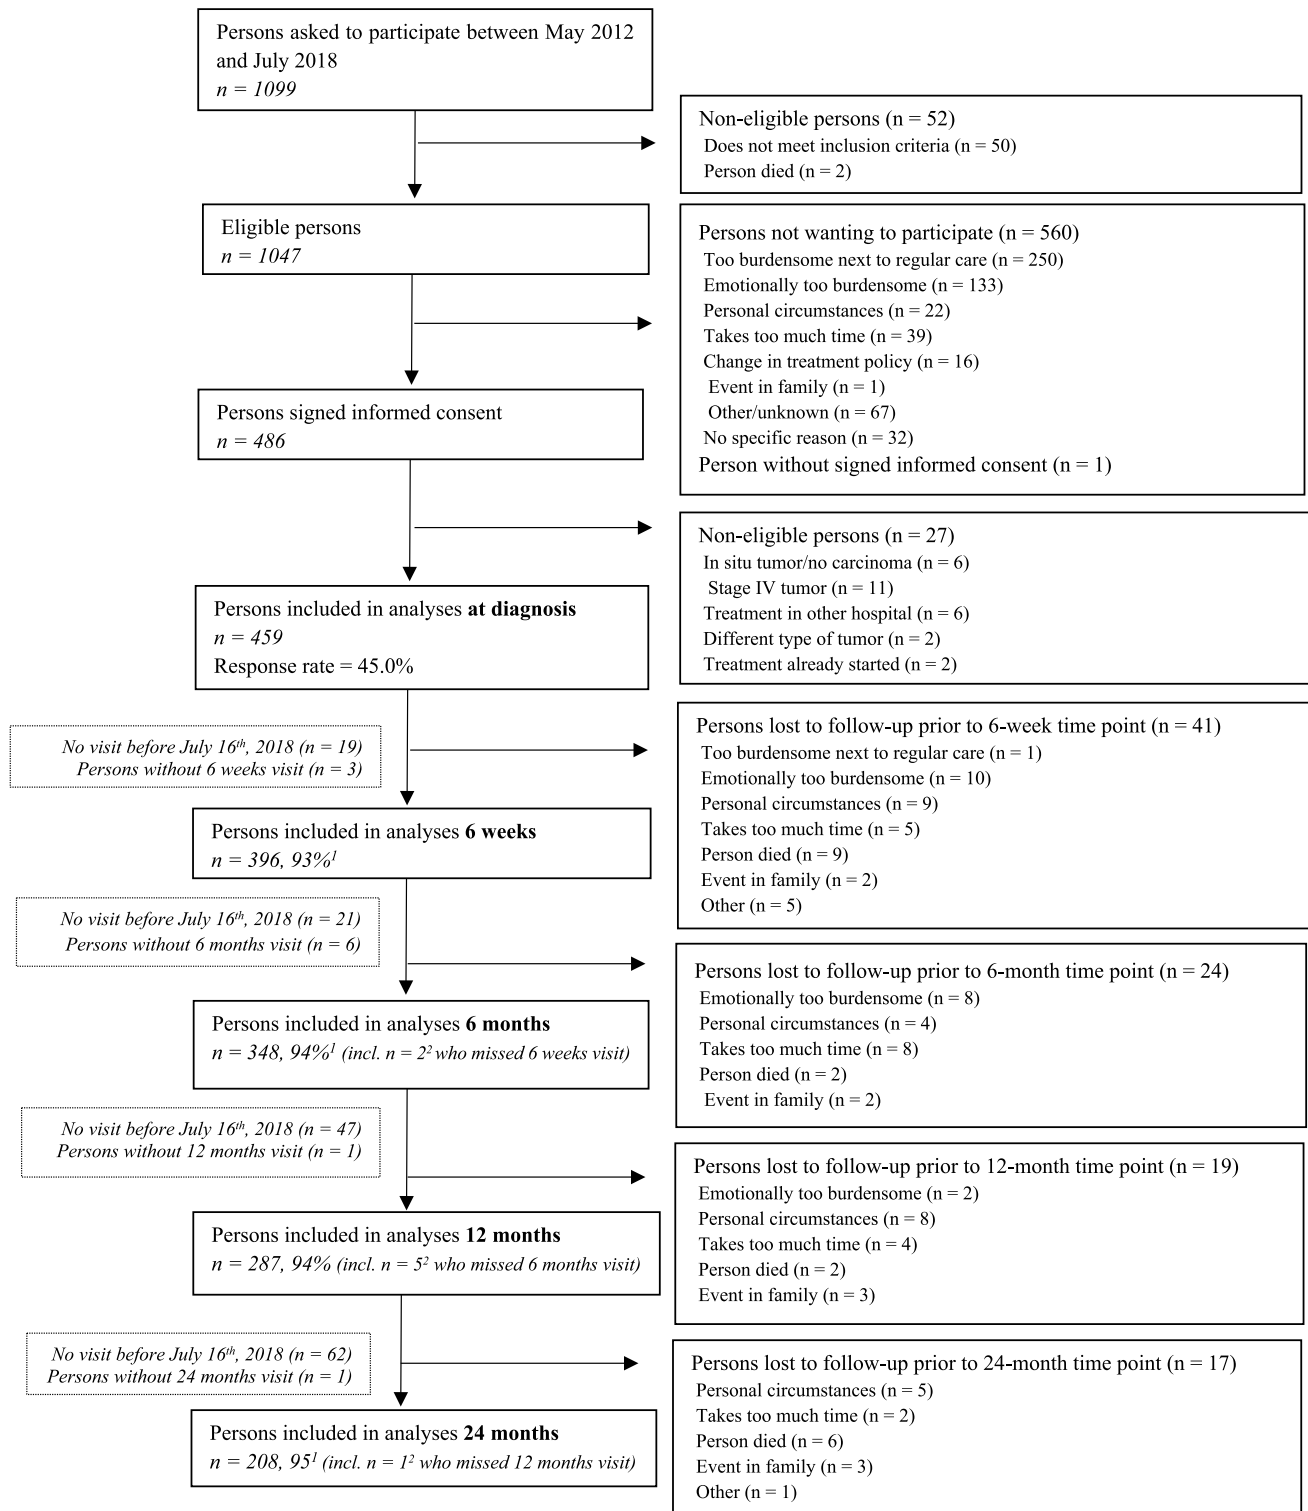 Persons asked to participate between May 2012
and July 2018
n = 1099
Non-eligible persons (n = 52)
Does not meet inclusion criteria (n = 50)
Person died (n = 2)
Eligible persons
n = 1047
Persons not wanting to participate (n = 560)
Too burdensome next to regular care (n = 250)
Emotionally too burdensome (n = 133)
Personal circumstances (n = 22)
Takes too much time (n = 39)
Change in treatment policy (n = 16)
Event in family (n = 1)
Other/unknown (n = 67)
No specific reason (n = 32)
Person without signed informed consent (n = 1)
Persons signed informed consent
n = 486
Non-eligible persons (n = 27)
In situ tumor/no carcinoma (n = 6)
Stage IV tumor (n = 11)
Treatment in other hospital (n = 6)
Different type of tumor (n = 2)
Treatment already started (n = 2)
Persons included in analyses at diagnosis
n = 459
Response rate = 45.0%
No visit before July 16th, 2018 (n = 19)
Persons without 6 weeks visit (n = 3)
Persons lost to follow-up prior to 6-week time point (n = 41)
Too burdensome next to regular care (n = 1)
Emotionally too burdensome (n = 10)
Personal circumstances (n = 9)
Takes too much time (n = 5)
Person died (n = 9)
Event in family (n = 2)
Other (n = 5)
Persons included in analyses 6 weeks
n = 396, 93%¹
No visit before July 16th, 2018 (n = 21)
Persons without 6 months visit (n = 6)
Persons lost to follow-up prior to 6-month time point (n = 24)
Emotionally too burdensome (n = 8)
Personal circumstances (n = 4)
Takes too much time (n = 8)
Person died (n = 2)
Event in family (n = 2)
Persons included in analyses 6 months
n = 348, 94%¹ (incl. n = 2² who missed 6 weeks visit)
No visit before July 16th, 2018 (n = 47)
Persons without 12 months visit (n = 1)
Persons lost to follow-up prior to 12-month time point (n = 19)
Emotionally too burdensome (n = 2)
Personal circumstances (n = 8)
Takes too much time (n = 4)
Person died (n = 2)
Event in family (n = 3)
Persons included in analyses 12 months
n = 287, 94% (incl. n = 5² who missed 6 months visit)
No visit before July 16th, 2018 (n = 62)
Persons without 24 months visit (n = 1)
Persons lost to follow-up prior to 24-month time point (n = 17)
Personal circumstances (n = 5)
Takes too much time (n = 2)
Person died (n = 6)
Event in family (n = 3)
Other (n = 1)
Persons included in analyses 24 months
n = 208, 95¹ (incl. n = 1² who missed 12 months visit)